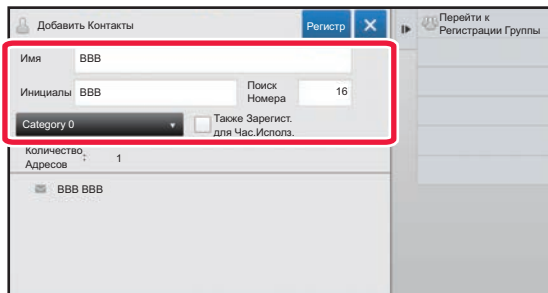 Добавить Контакты
Регистр
Перейти к
Регистрации Группы
Имя
BBB
Инициалы
BBB
Поиск
Номера
16
Category 0
Также Зарегист.
для Час.Исполз.
Количество
Адресов
:
1
BBB BBB